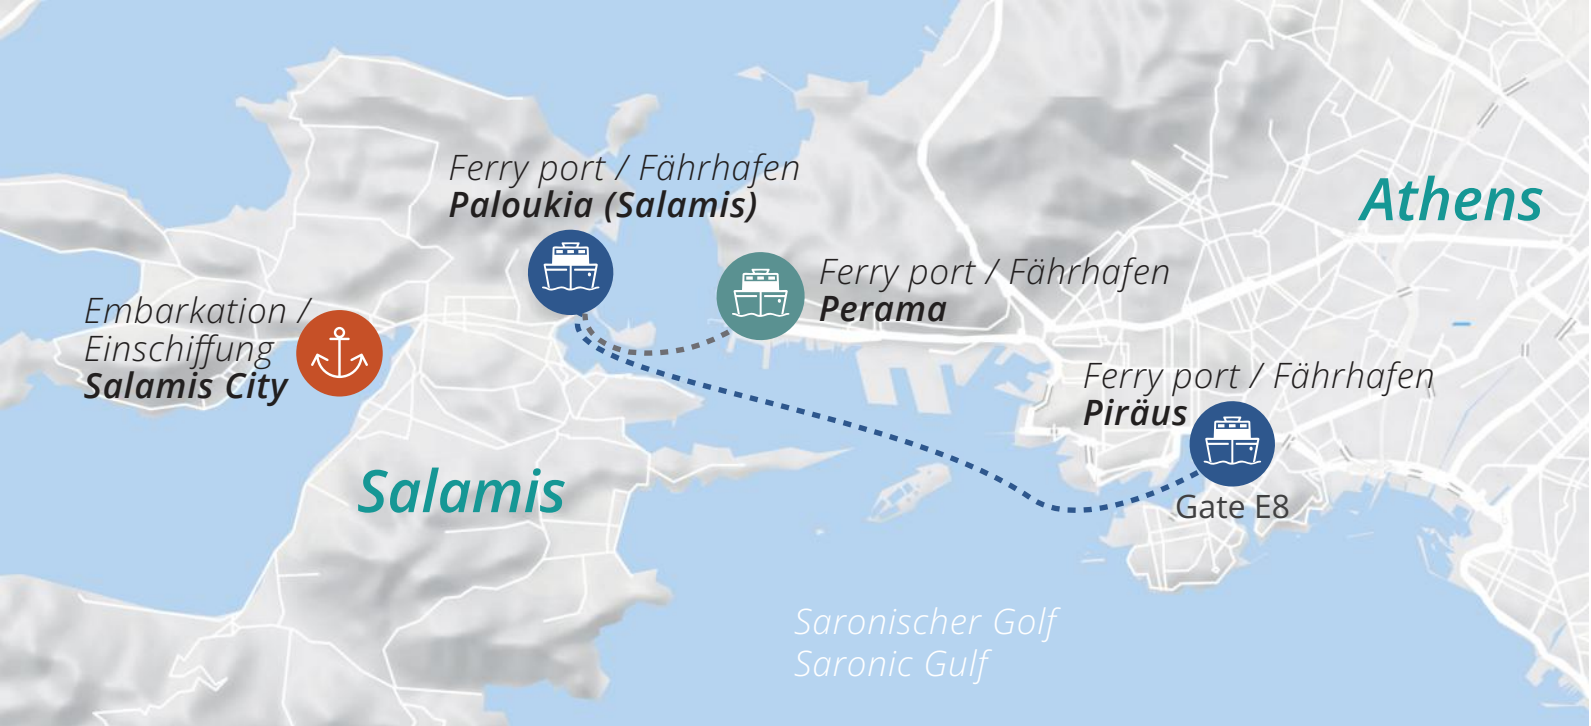 Ferry port / Fährhafen
Paloukia (Salamis)
Athens
Ferry port / Fährhafen
Perama
Embarkation /
Einschiffung
Salamis City
Ferry port / Fährhafen
Piräus
Gate E8
Salamis
Saronischer Golf
Saronic Gulf